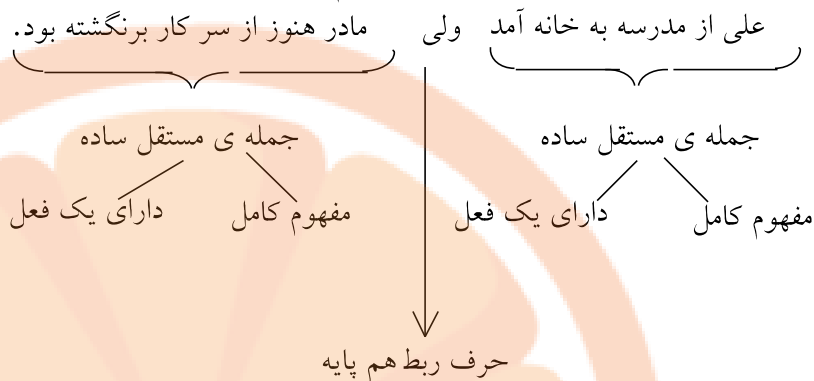 علی از مدرسه به خانه آمد ولی مادر هنوز از سر کار برنگشته بود.
جمله ی مستقل ساده جمله ی مستقل ساده
مفهوم کامل دارای یک فعل مفهوم کامل دارای یک فعل
حرف ربط هم پایه